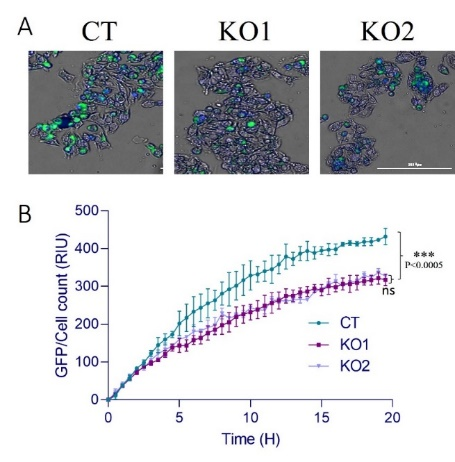 A
CT
KO1
KO2
B
GFP/Cell count (RIU)
500
400
300
200
100
0
***
P<0.0005
ns
CT
KO1
KO2
0
5
10
15
20
Time (H)